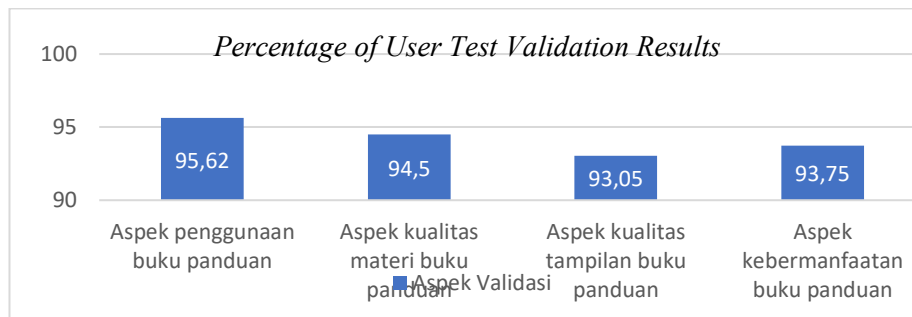 Percentage of User Test Validation Results
100
95
90
95,62
94,5
93,05
93,75
Aspek penggunaan
buku panduan
Aspek kualitas
materi buku
panduan
Aspek kualitas
tampilan buku
panduan
Aspek
kebermanfaatan
buku panduan
Aspek Validasi